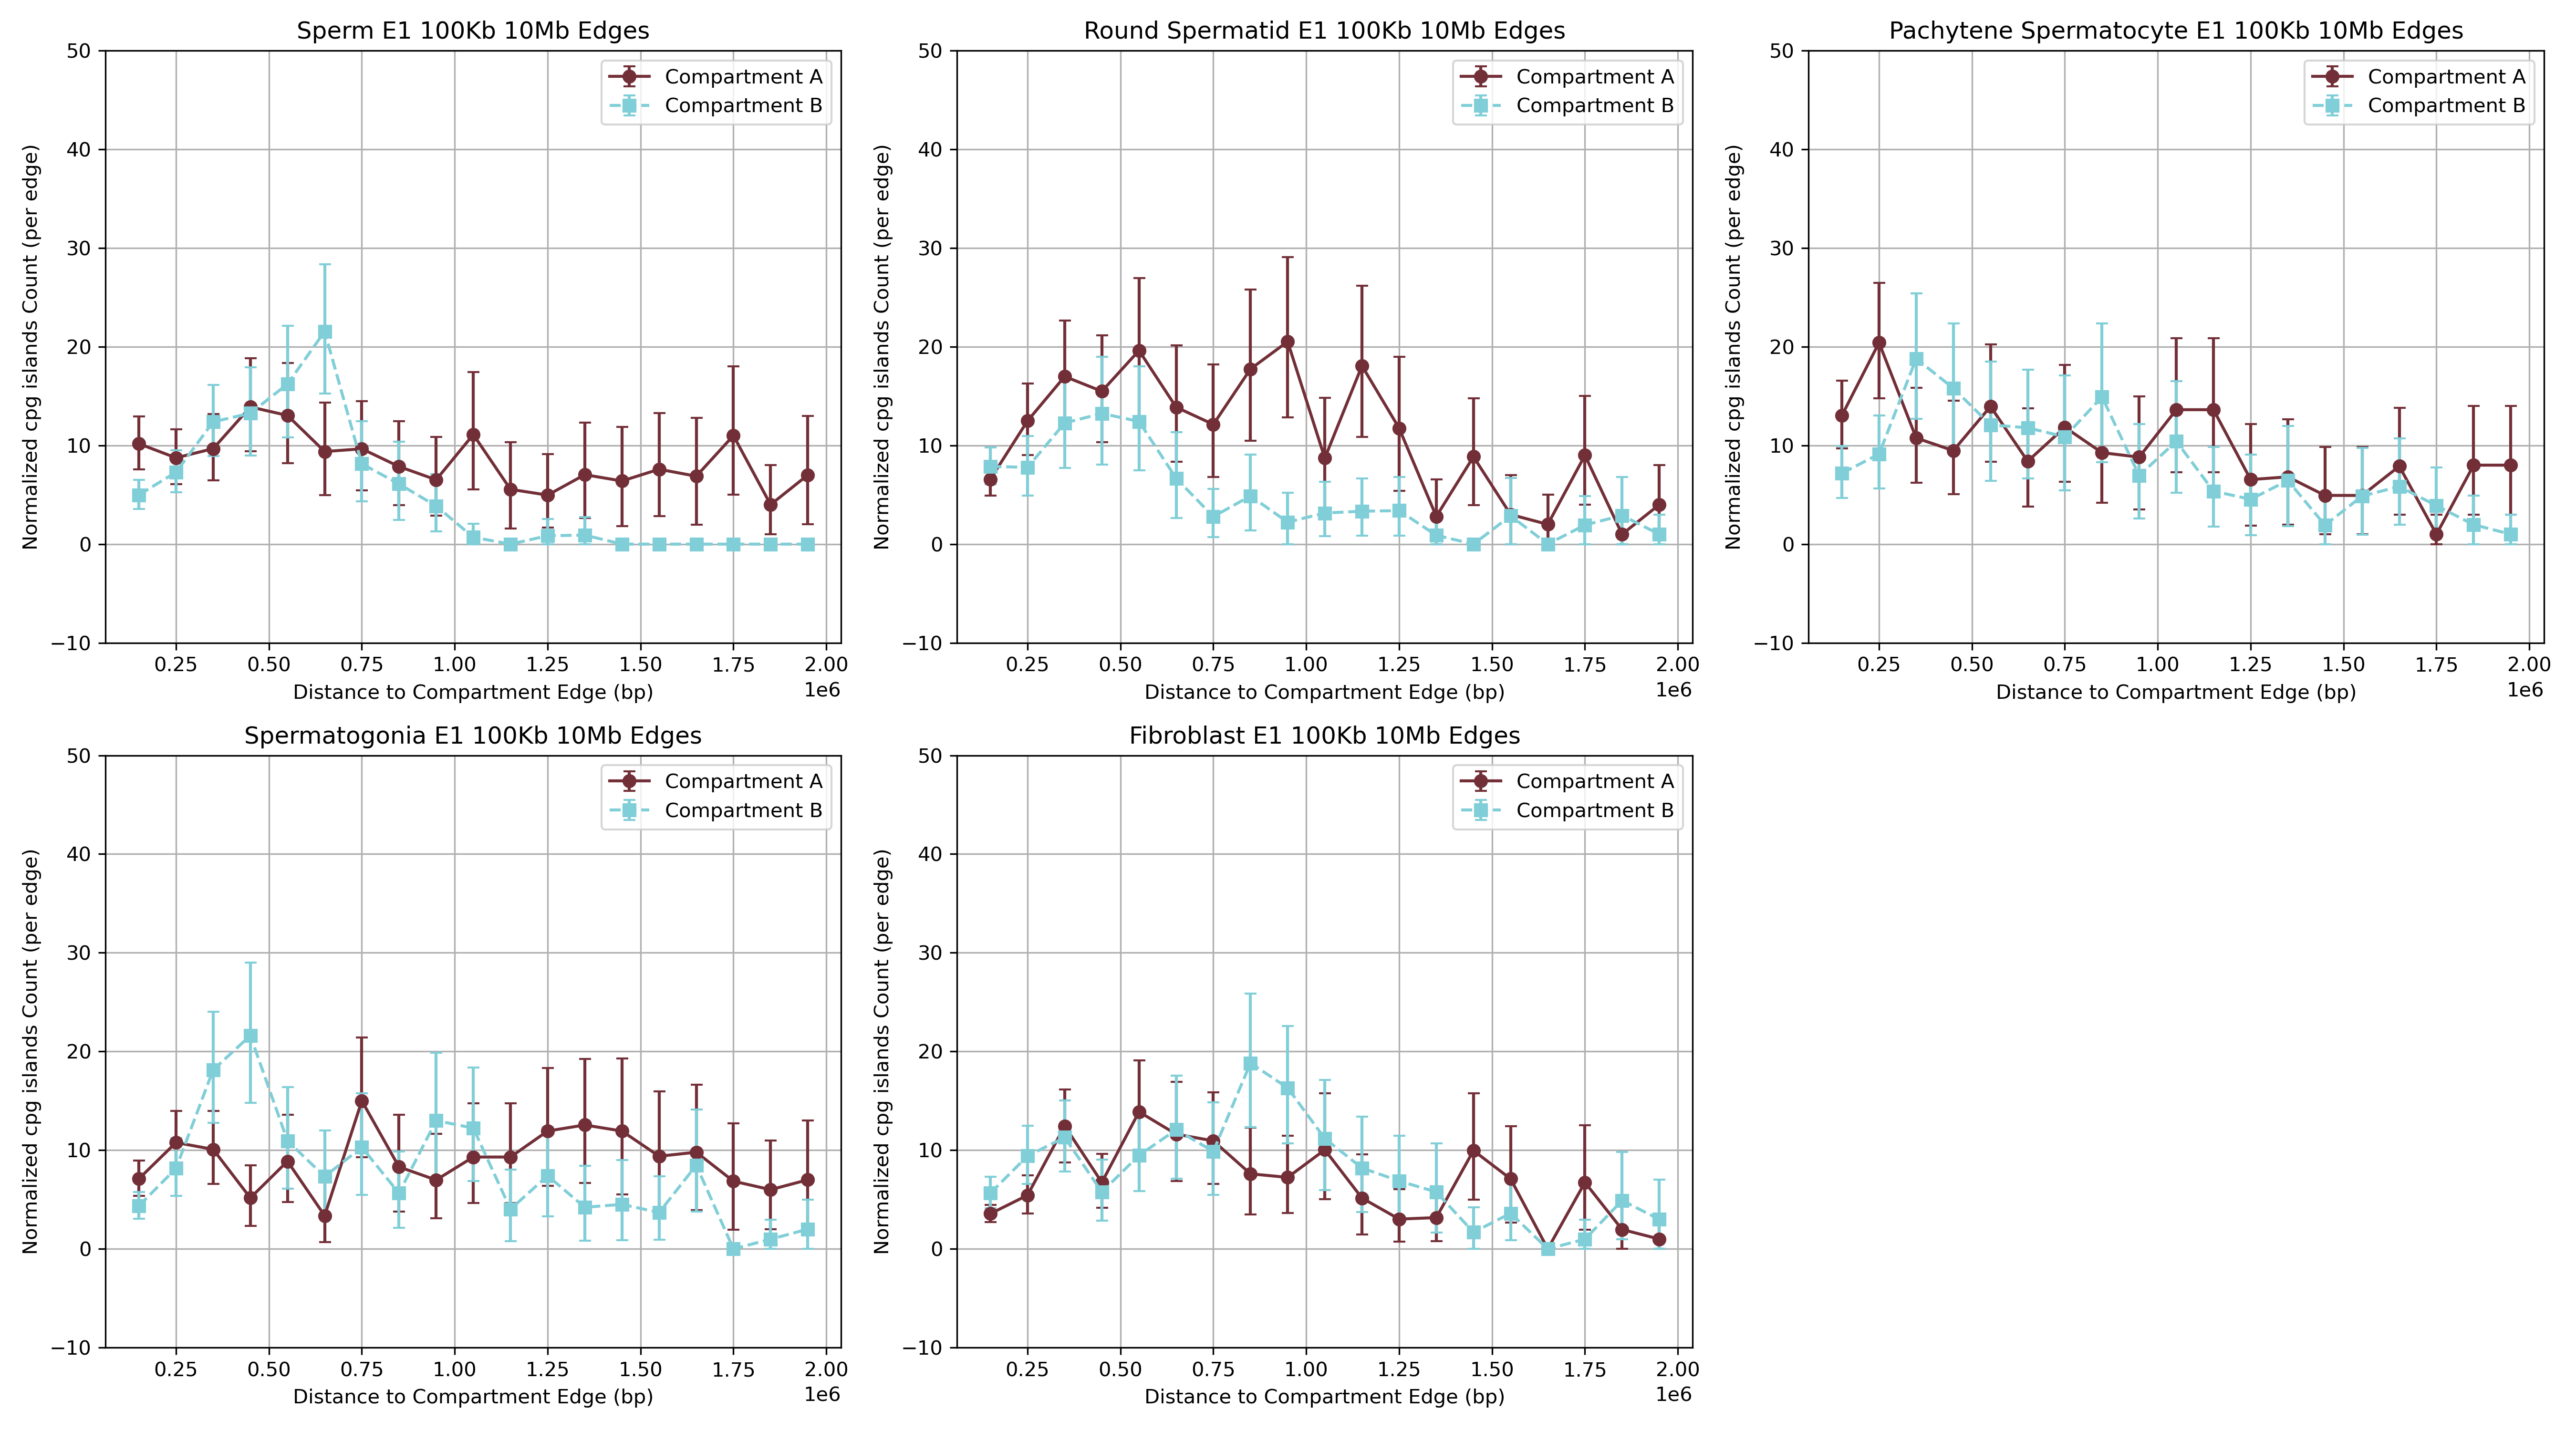 Sperm E1 100Kb 10Mb Edges
50
40
30
20
10
0
−10
Normalized cpg islands Count (per edge)
Compartment A
Compartment B
0.25 0.50 0.75 1.00 1.25 1.50 1.75 2.00
1e6
Distance to Compartment Edge (bp)
Round Spermatid E1 100Kb 10Mb Edges
50
40
30
20
10
0
−10
Normalized cpg islands Count (per edge)
Compartment A
Compartment B
0.25 0.50 0.75 1.00 1.25 1.50 1.75 2.00
1e6
Distance to Compartment Edge (bp)
Pachytene Spermatocyte E1 100Kb 10Mb Edges
50
40
30
20
10
0
−10
Normalized cpg islands Count (per edge)
Compartment A
Compartment B
0.25 0.50 0.75 1.00 1.25 1.50 1.75 2.00
1e6
Distance to Compartment Edge (bp)
Spermatogonia E1 100Kb 10Mb Edges
50
40
30
20
10
0
−10
Normalized cpg islands Count (per edge)
Compartment A
Compartment B
0.25 0.50 0.75 1.00 1.25 1.50 1.75 2.00
1e6
Distance to Compartment Edge (bp)
Fibroblast E1 100Kb 10Mb Edges
50
40
30
20
10
0
−10
Normalized cpg islands Count (per edge)
Compartment A
Compartment B
0.25 0.50 0.75 1.00 1.25 1.50 1.75 2.00
1e6
Distance to Compartment Edge (bp)